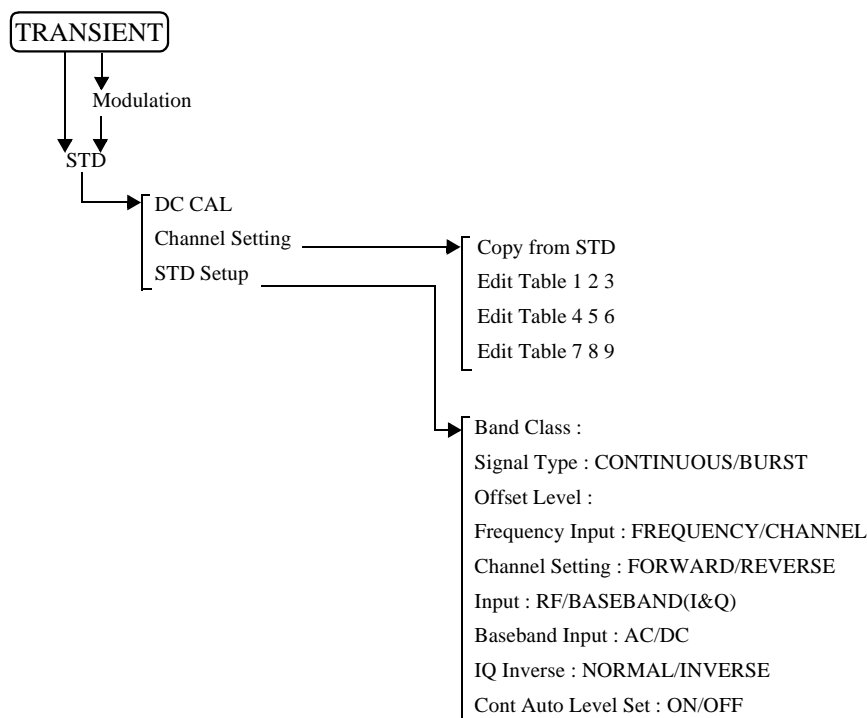 TRANSIENT
Modulation
STD
DC CAL
Channel Setting
STD Setup
Copy from STD
Edit Table 1 2 3
Edit Table 4 5 6
Edit Table 7 8 9
Band Class :
Signal Type : CONTINUOUS/BURST
Offset Level :
Frequency Input : FREQUENCY/CHANNEL
Channel Setting : FORWARD/REVERSE
Input : RF/BASEBAND(I&Q)
Baseband Input : AC/DC
IQ Inverse : NORMAL/INVERSE
Cont Auto Level Set : ON/OFF